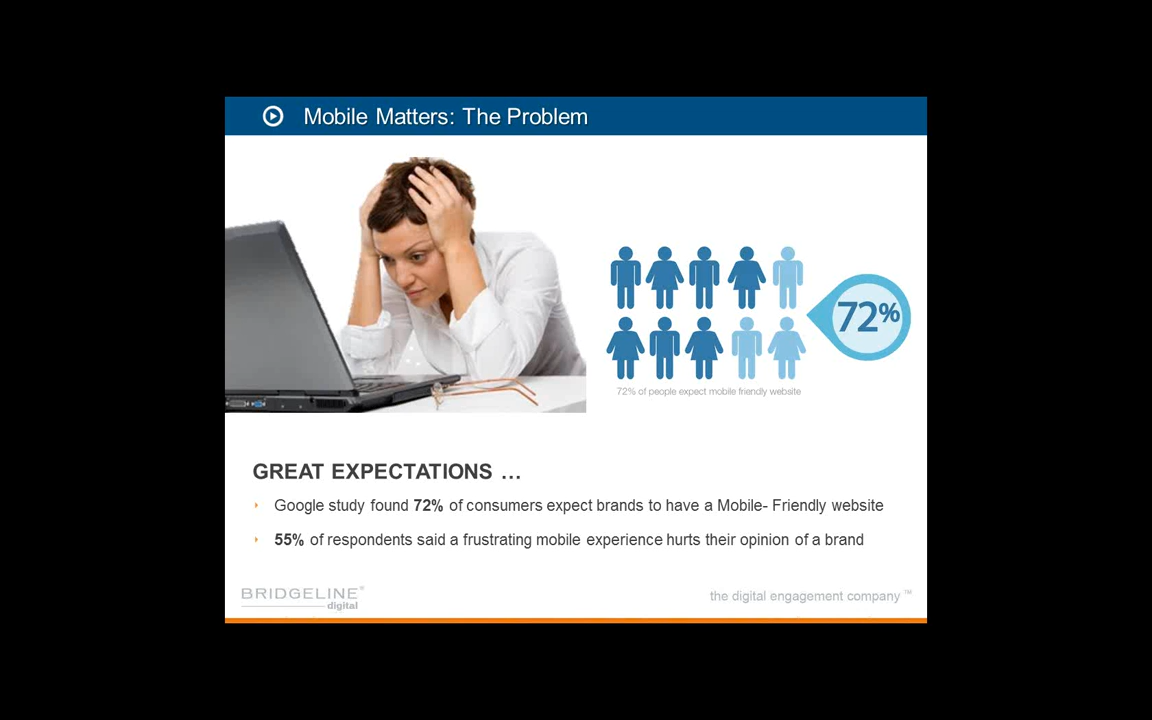 Mobile Matters: The Problem
72%
72% of people expect mobile friendly website
GREAT EXPECTATIONS …
Google study found 72% of consumers expect brands to have a Mobile- Friendly website
55% of respondents said a frustrating mobile experience hurts their opinion of a brand
BRIDGELINE®
digital
the digital engagement company ™